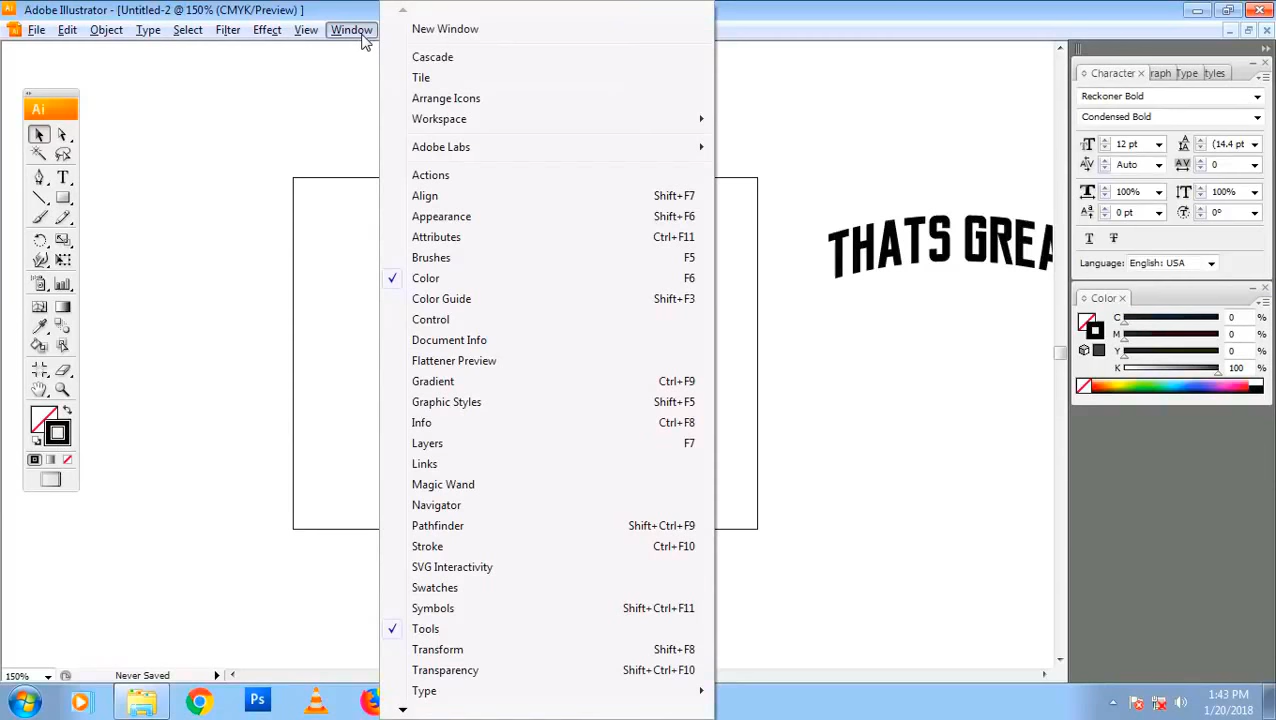 Adobe Illustrator - [Untitled-2 @ 150% (CMYK/Preview) ]
File Edit Object Type Select Filter Effect View Window
New Window
Cascade
Tile
Arrange Icons
Workspace
Adobe Labs
Actions
Align Shift+F7
Appearance Shift+F6
Attributes Ctrl+F11
Brushes F5
Color F6
Color Guide Shift+F3
Control
Document Info
Flattener Preview
Gradient Ctrl+F9
Graphic Styles Shift+F5
Info Ctrl+F8
Layers F7
Links
Magic Wand
Navigator
Pathfinder Shift+Ctrl+F9
Stroke Ctrl+F10
SVG Interactivity
Swatches
Symbols Shift+Ctrl+F11
Tools
Transform Shift+F8
Transparency Shift+Ctrl+F10
Type
Ai
THATS GREA
Character raph Type tyles
Reckoner Bold
Condensed Bold
12 pt (14.4 pt
Auto 0
100% 100%
0 pt 0°
T T
Language: English: USA
Color
C 0 %
M 0 %
Y 0 %
K 100 %
150% Never Saved
Ps
1:43 PM
1/20/2018